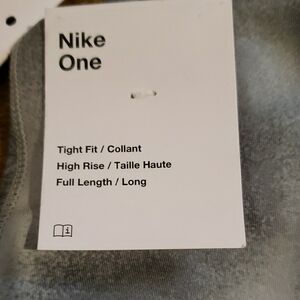 Nike
One
Tight Fit / Collant
High Rise / Taille Haute
Full Length / Long